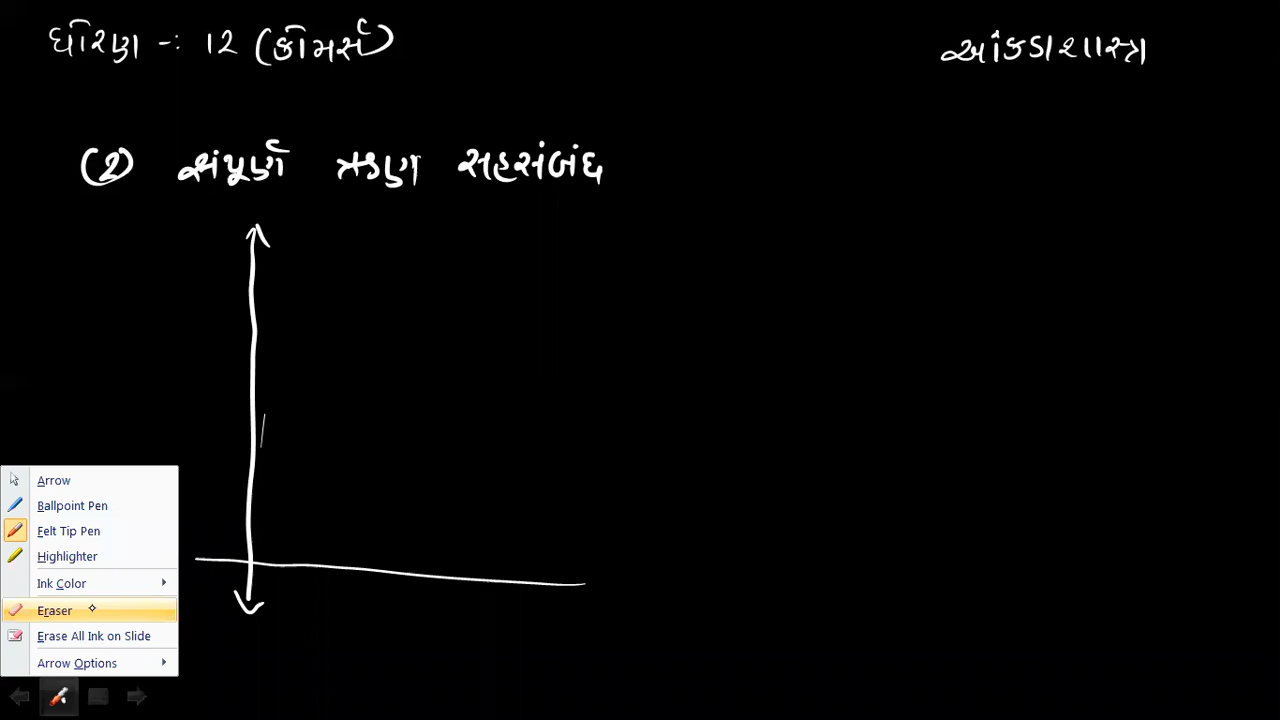 ધોરણ -: 12 (કોમર્સ)
આંકડાશાસ્ત્ર
(2) સંપૂર્ણ ઋણ સહસંબંધ
Arrow
Ballpoint Pen
Felt Tip Pen
Highlighter
Ink Color
Eraser
Erase All Ink on Slide
Arrow Options